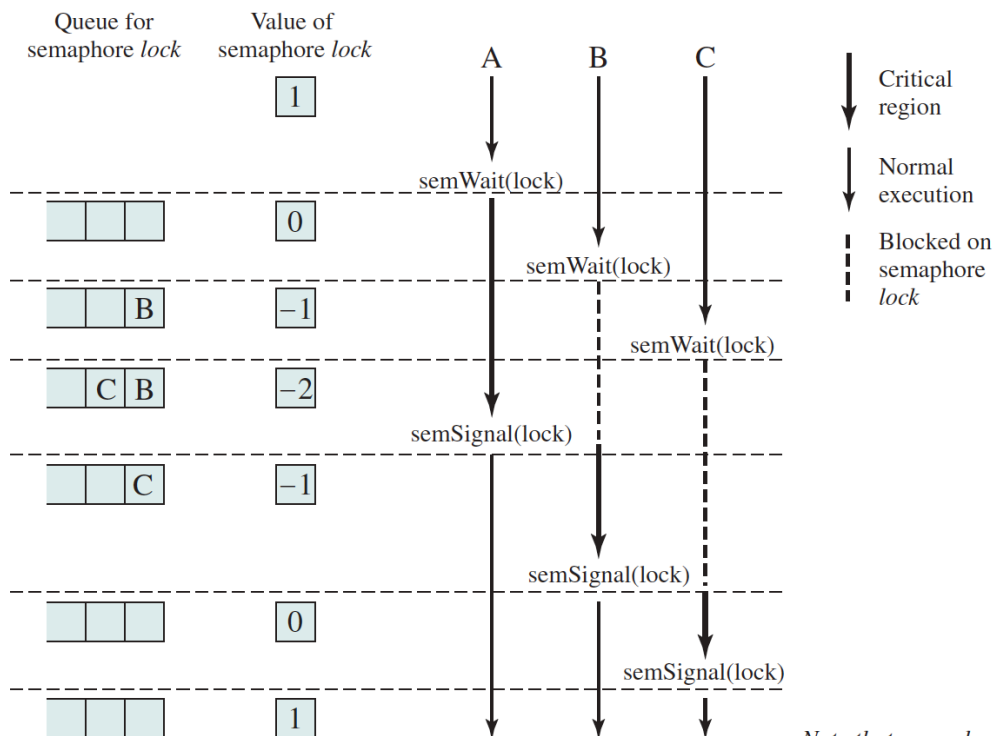 Queue for
semaphore lock
Value of
semaphore lock
A
B
C
1
Critical
region
Normal
execution
Blocked on
semaphore
lock
semWait(lock)
0
semWait(lock)
B
–1
semWait(lock)
C B
–2
semSignal(lock)
C
–1
semSignal(lock)
0
semSignal(lock)
1